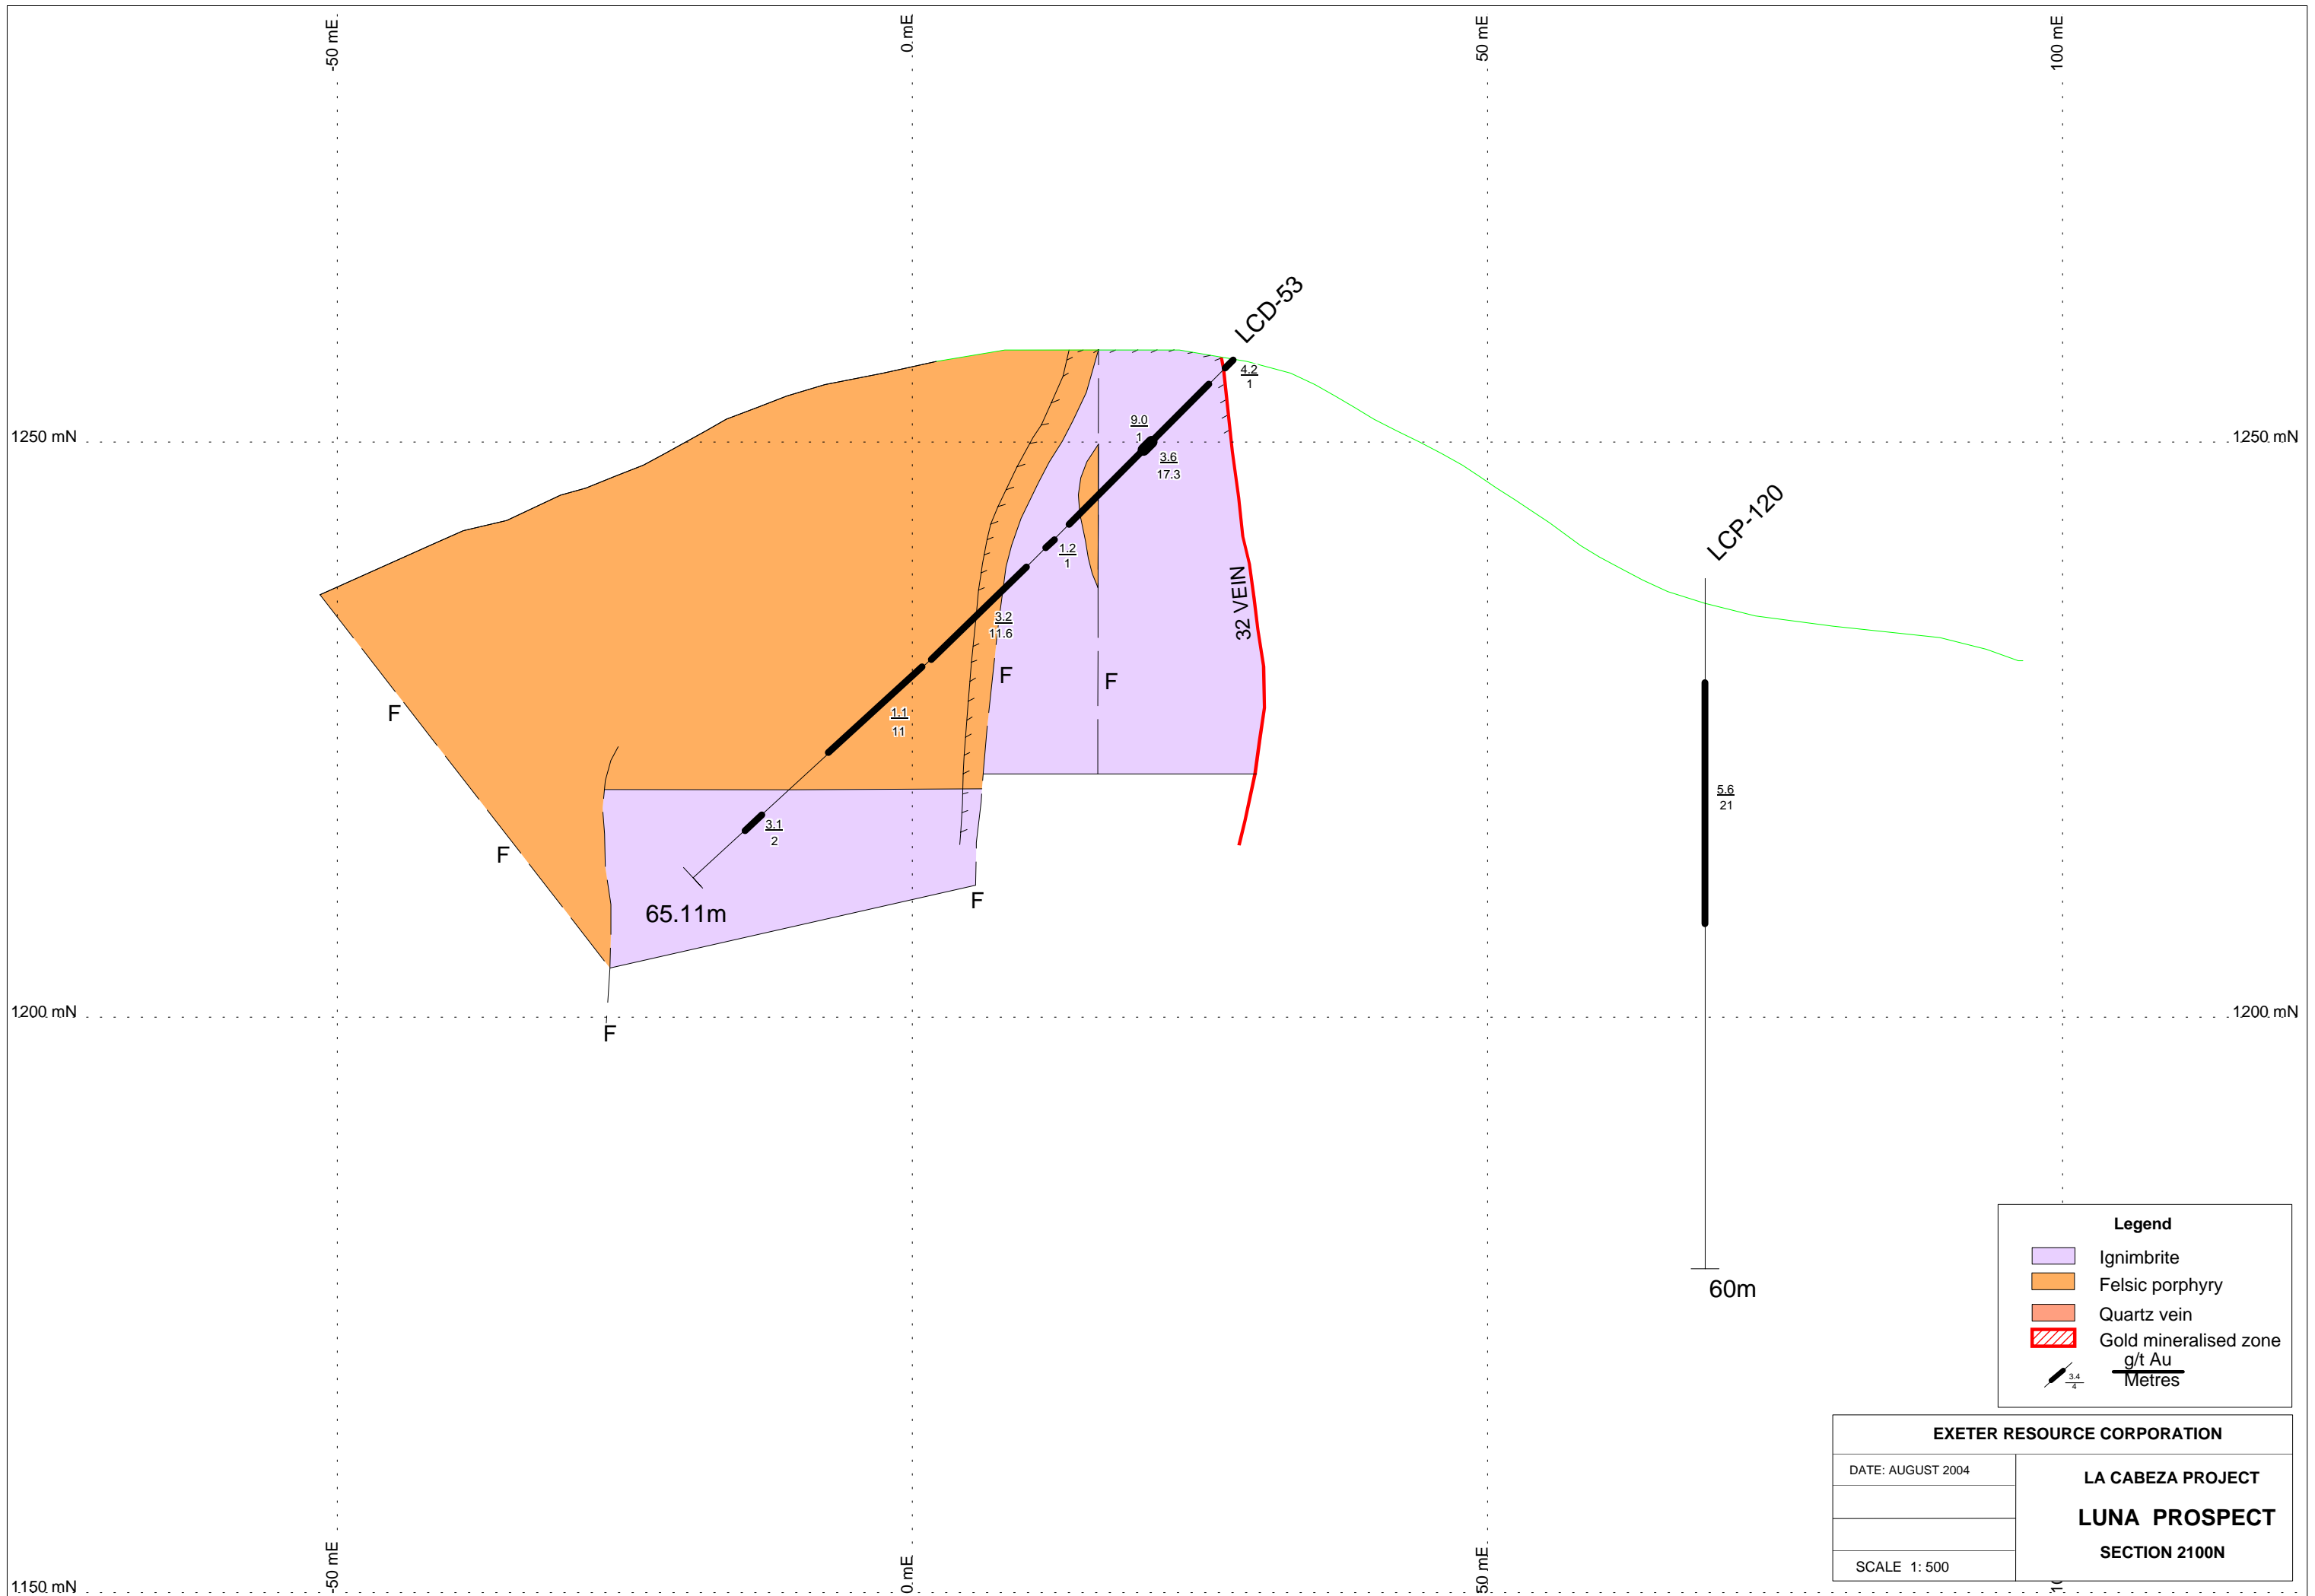 -50 mE
0 mE
50 mE
100 mE
LCD-53
4.2
1
1250 mN
9.0
1
1250 mN
3.6
17.3
LCP-120
1.2
1
32 VEIN
3.2
11.6
F
F
F
1.1
11
5.6
21
3.1
2
F
65.11m
F
1200 mN
1200 mN
F
60m
Legend
Ignimbrite
Felsic porphyry
Quartz vein
Gold mineralised zone
3.4
4
g/t Au
Metres
EXETER RESOURCE CORPORATION
DATE: AUGUST 2004
LA CABEZA PROJECT
LUNA PROSPECT
SECTION 2100N
SCALE 1: 500
-50 mE
0 mE
50 mE
10
1150 mN